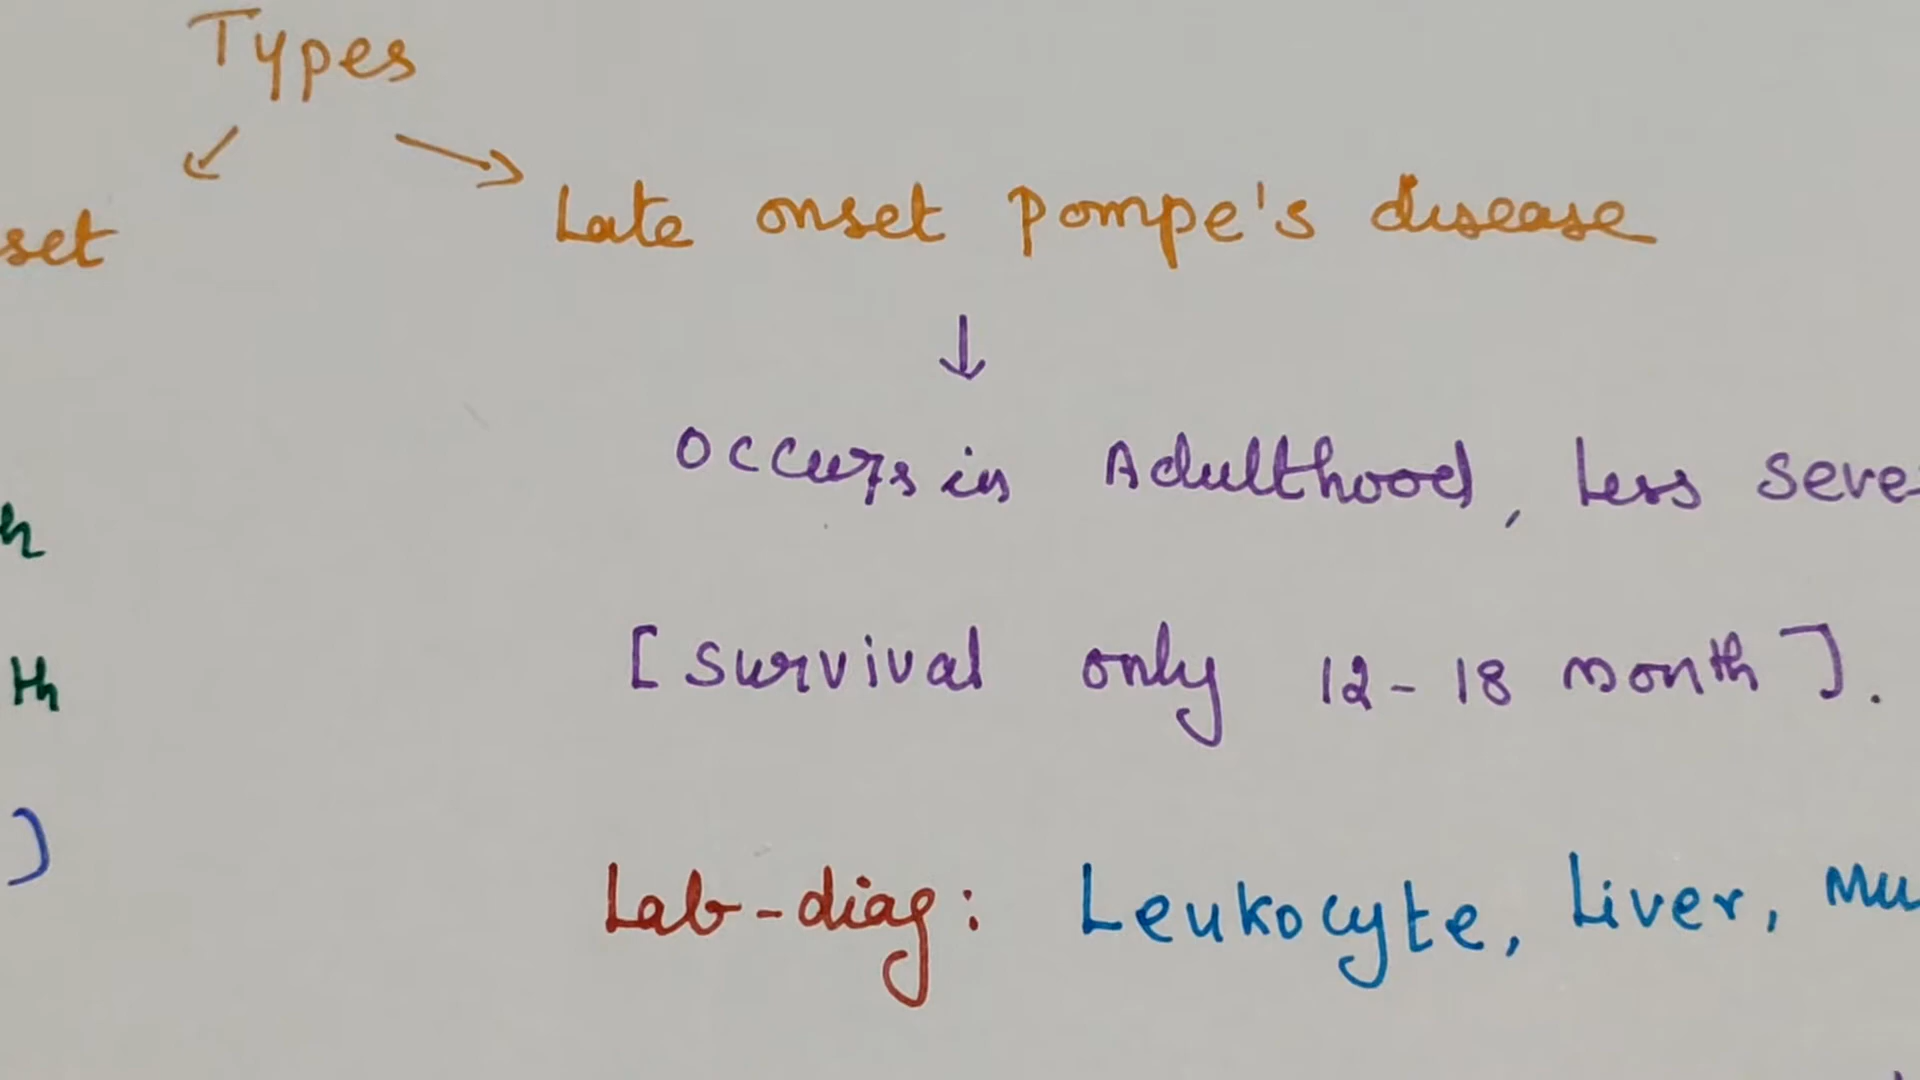 Types
set
Late onset pompe's disease
Occurs in Adulthood, Less seve
[survival only 12-18 month].
th
)
Lab-diag: Leukocyte, Liver, Mu